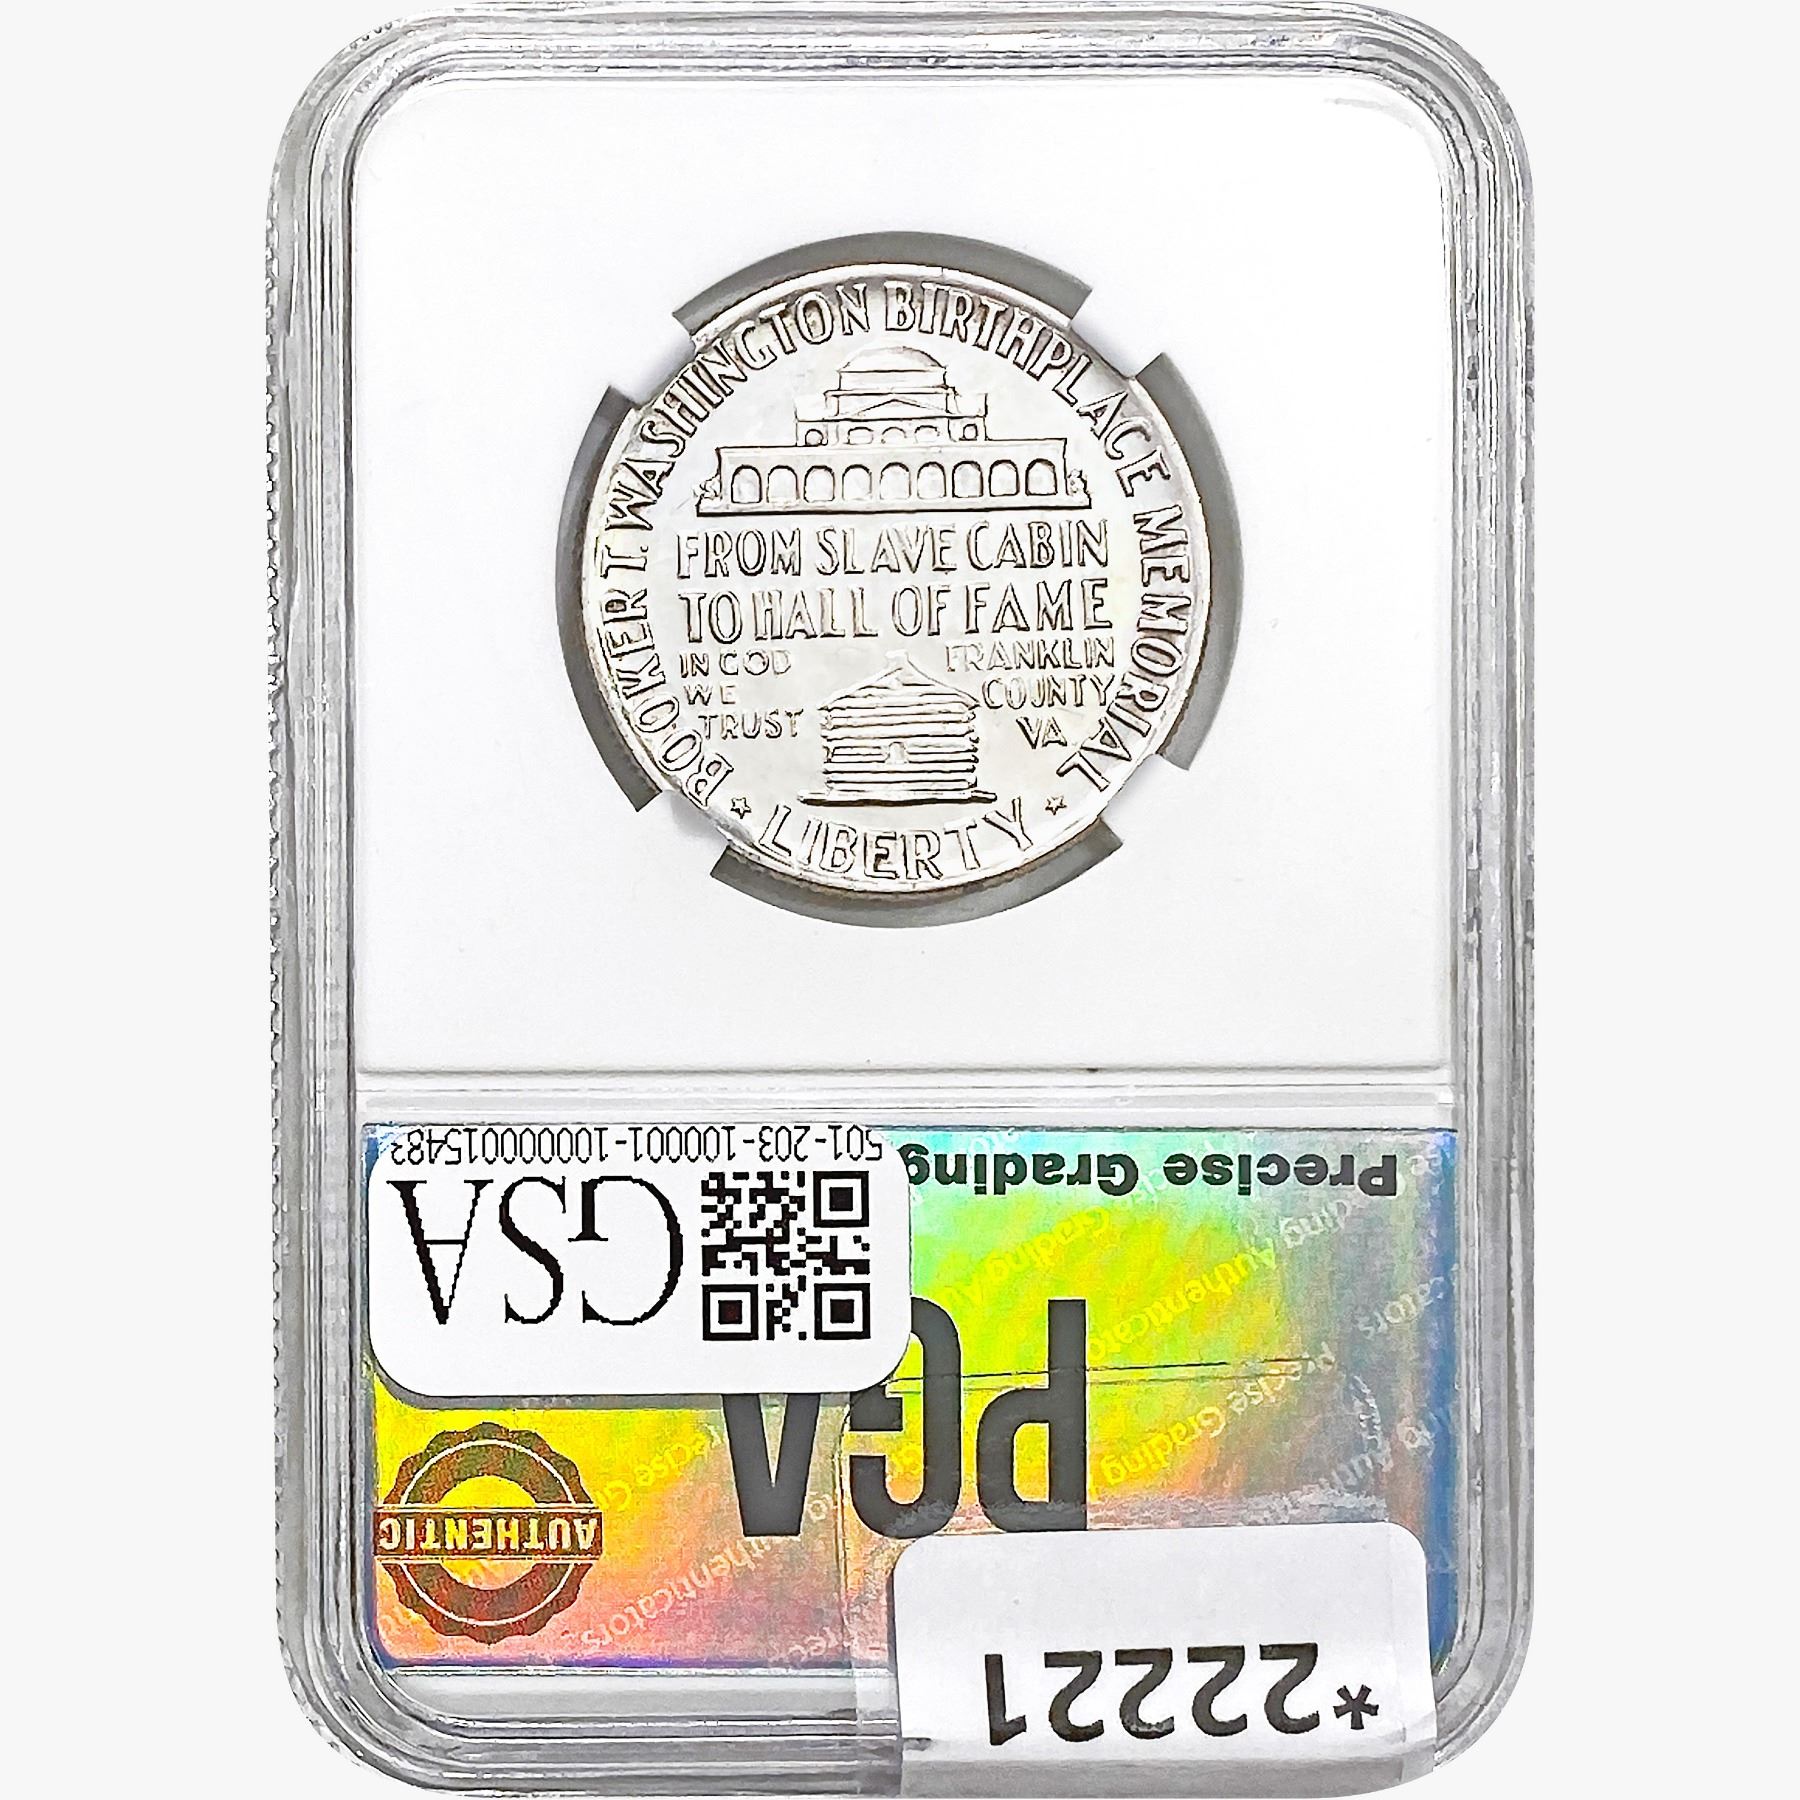 BOOKER T. WASHINGTON BIRTHPLACE MEMORIAL
FROM SLAVE CABIN
TO HALL OF FAME
IN GOD
WE
TRUST
FRANKLIN
COUNTY
VA
LIBERTY
*22221
AUTHENTIC
PGA
GSA
Precise Grading
501-203-100001-1000000015483